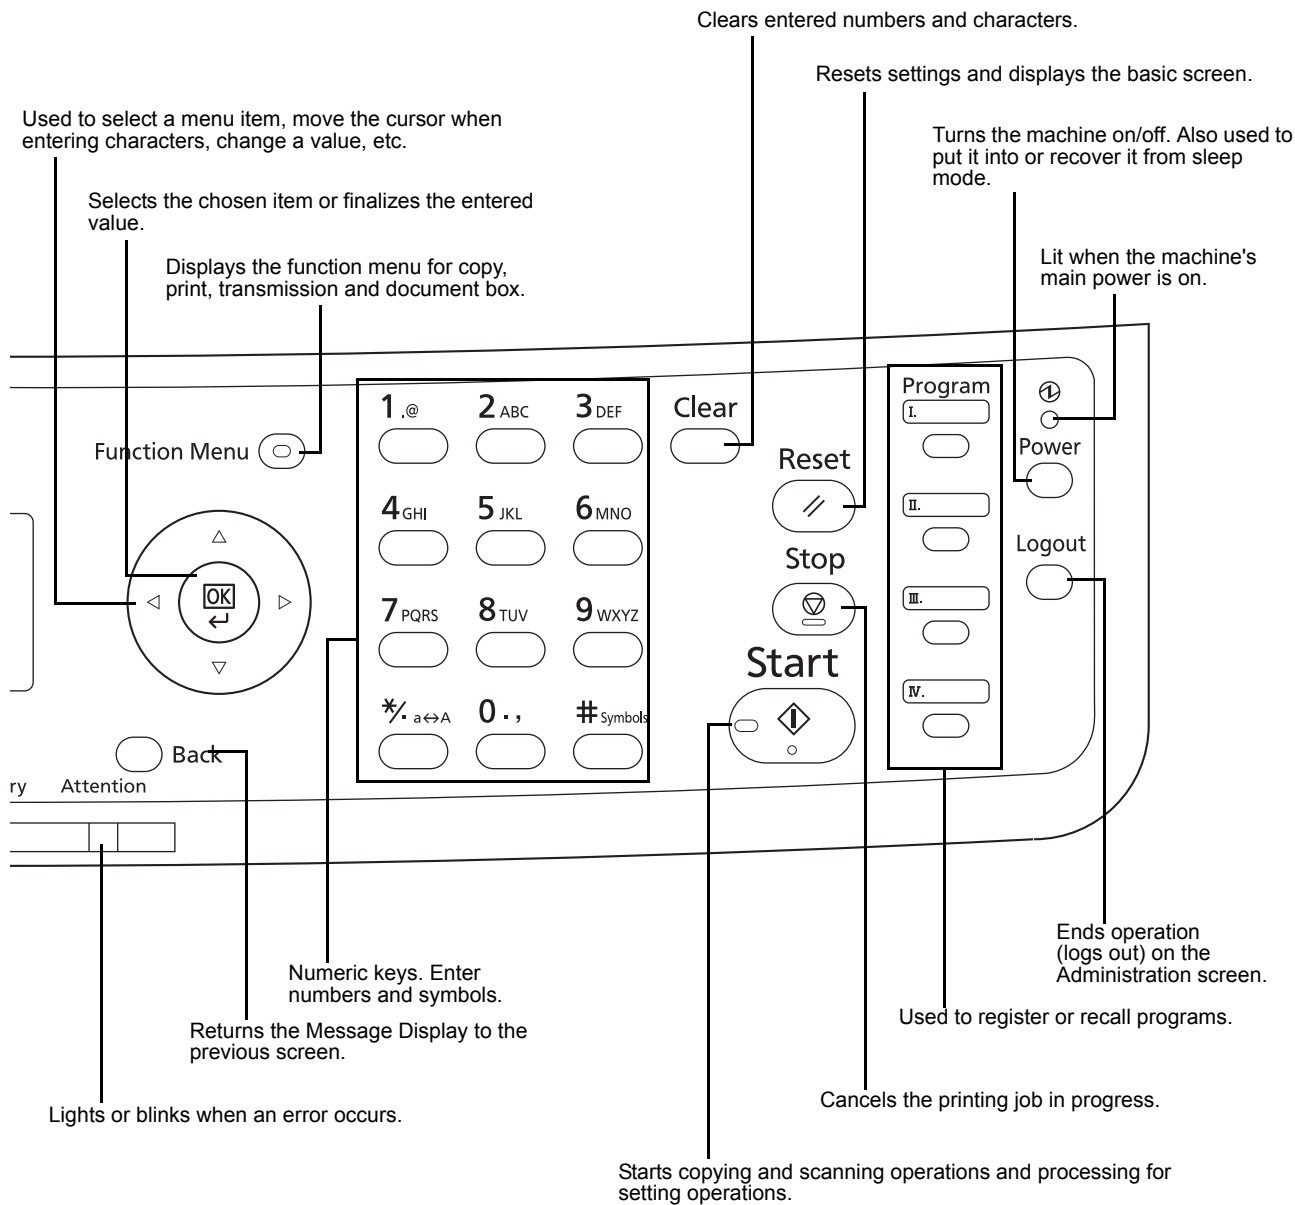 Clears entered numbers and characters.
Resets settings and displays the basic screen.
Used to select a menu item, move the cursor when
entering characters, change a value, etc.
Turns the machine on/off. Also used to
put it into or recover it from sleep
mode.
Selects the chosen item or finalizes the entered
value.
Displays the function menu for copy,
print, transmission and document box.
Lit when the machine's
main power is on.
Function Menu
1 .@
2 ABC
3 DEF
4 GHI
5 JKL
6 MNO
7 PQRS
8 TUV
9 WXYZ
*/. a↔A
0 . ,
# Symbols
Clear
Reset
Stop
Start
Program
I.
II.
III.
IV.
Power
Logout
OK
Back
ry
Attention
Numeric keys. Enter
numbers and symbols.
Returns the Message Display to the
previous screen.
Lights or blinks when an error occurs.
Ends operation
(logs out) on the
Administration screen.
Used to register or recall programs.
Cancels the printing job in progress.
Starts copying and scanning operations and processing for
setting operations.